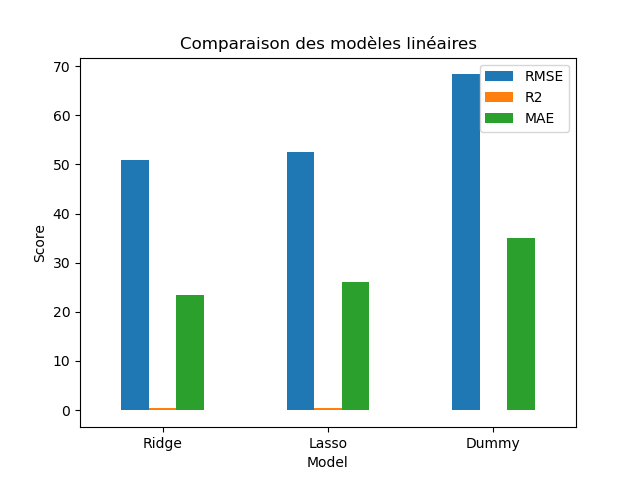 Comparaison des modèles linéaires
70
60
50
40
30
20
10
0
Score
RMSE
R2
MAE
Ridge
Lasso
Dummy
Model